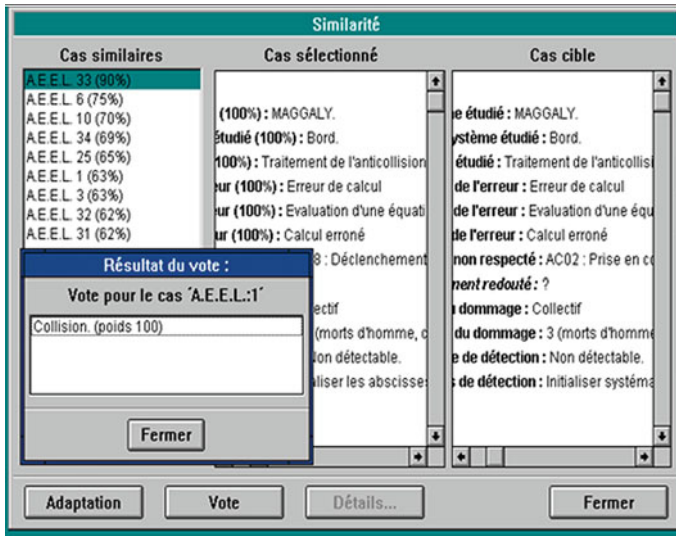 Similarité
Cas similaires
A.E.E.L. 33 (90%)
A.E.E.L. 6 (75%)
A.E.E.L. 10 (70%)
A.E.E.L. 34 (69%)
A.E.E.L. 25 (65%)
A.E.E.L. 1 (63%)
A.E.E.L. 3 (63%)
A.E.E.L. 32 (62%)
A.E.E.L. 31 (62%)
Cas sélectionné
(100%) : MAGGALY.
étudié (100%) : Bord.
100%) : Traitement de l'anticollision
eur (100%) : Erreur de calcul
eur (100%) : Evaluation d'une équati
ur (100%) : Calcul erroné
8 : Déclenchement
ectif
(morts d'homme, c
Non détectable.
aliser les abscisse
Cas cible
e étudié : MAGGALY.
ystème étudié : Bord.
étudié : Traitement de l'anticollisi
de l'erreur : Erreur de calcul
de l'erreur : Evaluation d'une équ
de l'erreur : Calcul erroné
non respecté : AC02 : Prise en co
ment redouté : ?
dommage : Collectif
du dommage : 3 (morts d'homme
e de détection : Non détectable.
s de détection : Initialiser systéma
Résultat du vote :
Vote pour le cas 'A.E.E.L.:1'
Collision. (poids 100)
Fermer
Adaptation
Vote
Détails...
Fermer